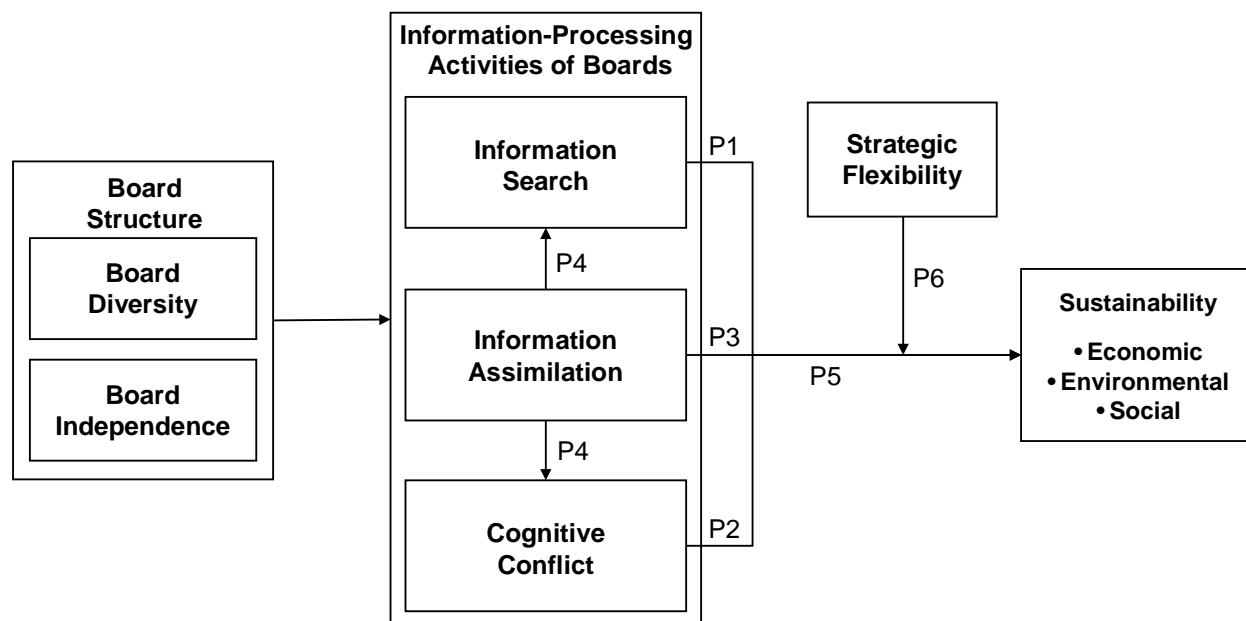 Board
Structure
Board
Diversity
Board
Independence
Information-Processing
Activities of Boards
Information
Search
P4
Information
Assimilation
P4
Cognitive
Conflict
P1
P3
P2
P5
Strategic
Flexibility
P6
Sustainability
• Economic
• Environmental
• Social